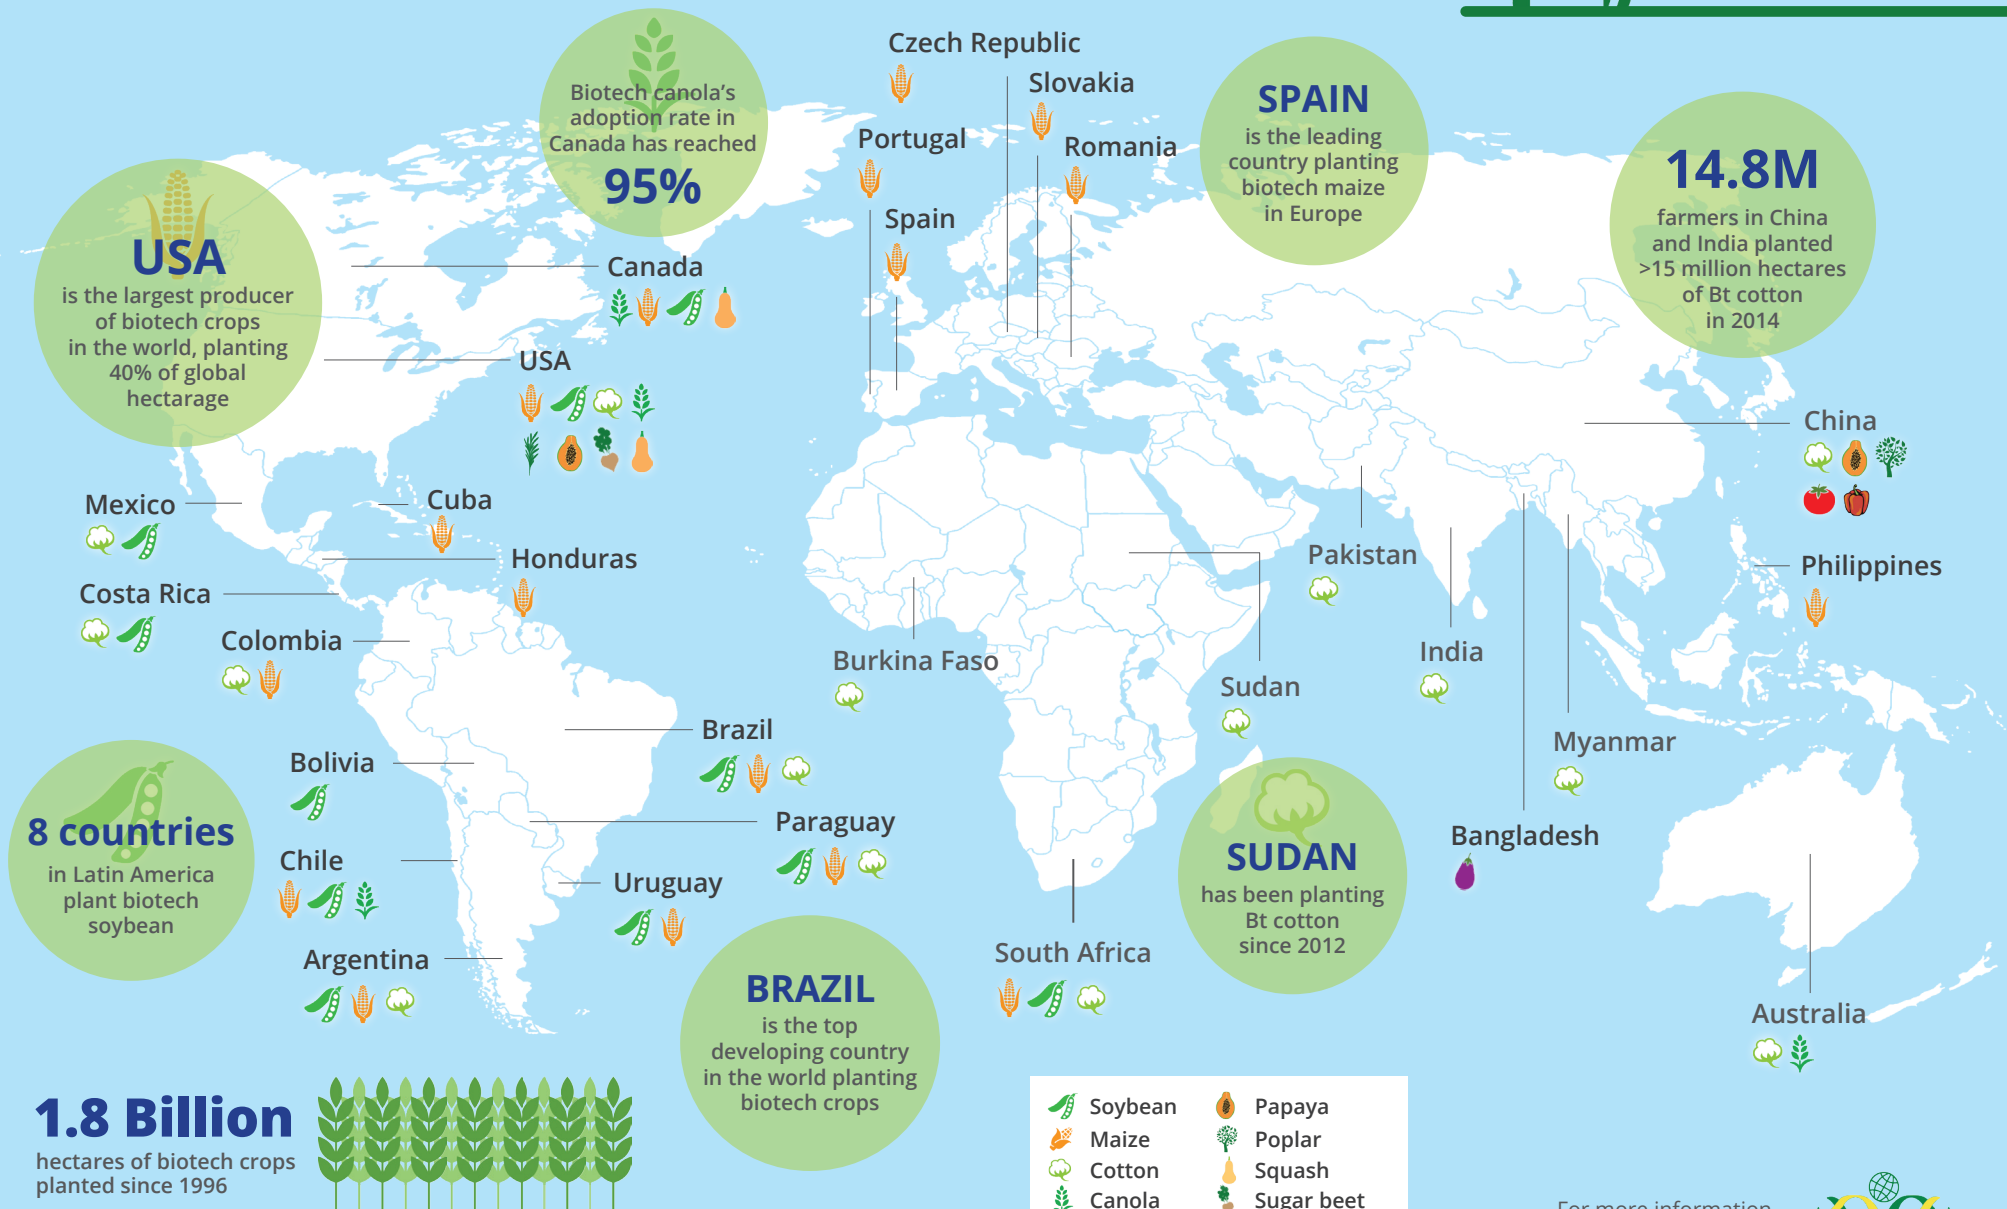 Czech Republic
Slovakia
Portugal
Romania
Spain
Biotech canola's
adoption rate in
Canada has reached
95%
SPAIN
is the leading
country planting
biotech maize
in Europe
14.8M
farmers in China
and India planted
>15 million hectares
of Bt cotton
in 2014
USA
is the largest producer
of biotech crops
in the world, planting
40% of global
hectarage
Canada
USA
Mexico
Cuba
Honduras
Costa Rica
Colombia
Brazil
Bolivia
Paraguay
Chile
Uruguay
Argentina
China
Philippines
Pakistan
India
Burkina Faso
Sudan
Myanmar
Bangladesh
South Africa
Australia
8 countries
in Latin America
plant biotech
soybean
SUDAN
has been planting
Bt cotton
since 2012
BRAZIL
is the top
developing country
in the world planting
biotech crops
1.8 Billion
hectares of biotech crops
planted since 1996
Soybean
Maize
Cotton
Canola
Papaya
Poplar
Squash
Sugar beet
For more information